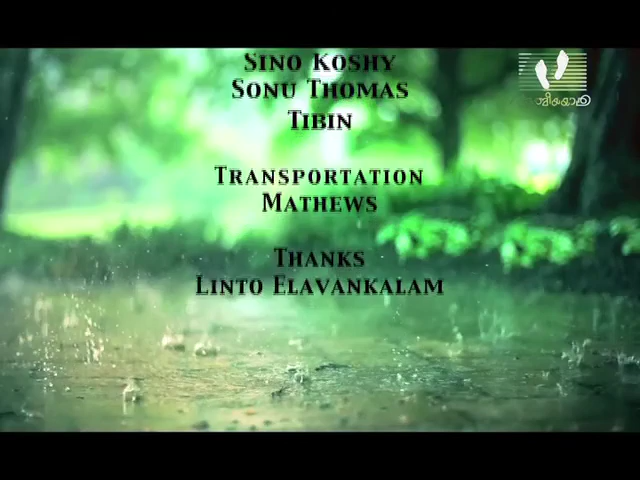 Sino Koshy
Sonu Thomas
Tibin
Transportation
Mathews
Thanks
Linto Elavankalam